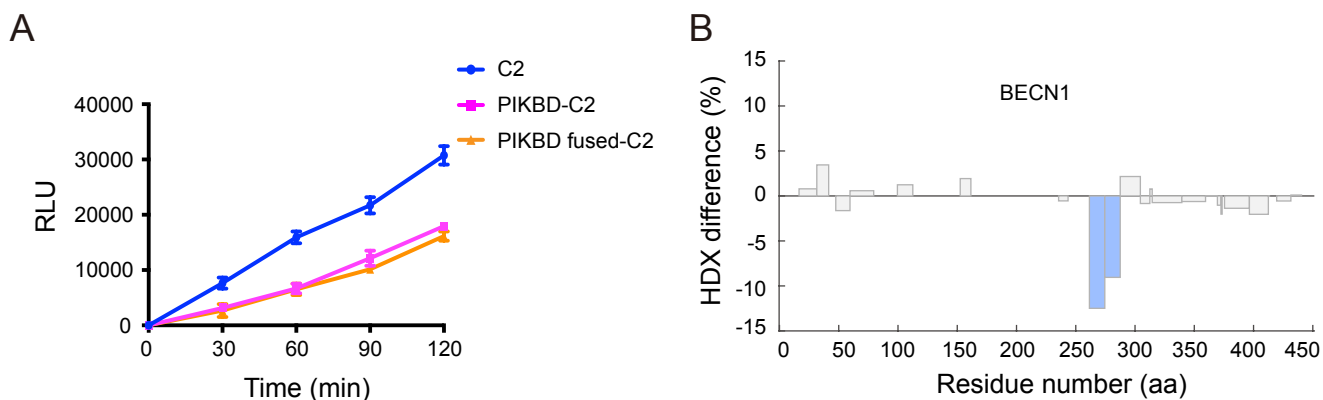 A
C2
PIKBD-C2
PIKBD fused-C2
40000
30000
20000
10000
0
RLU
0 30 60 90 120
Time (min)
B
BECN1
15
10
5
0
-5
-10
-15
HDX difference (%)
0 50 100 150 200 250 300 350 400 450
Residue number (aa)